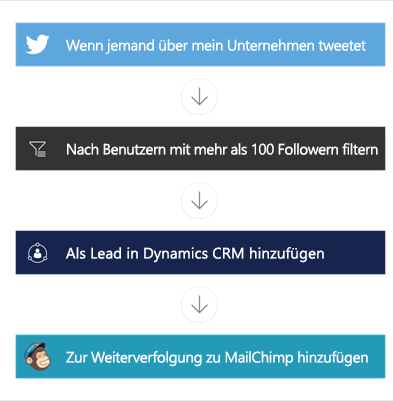 Wenn jemand über mein Unternehmen tweetet
Nach Benutzern mit mehr als 100 Followern filtern
Als Lead in Dynamics CRM hinzufügen
Zur Weiterverfolgung zu MailChimp hinzufügen